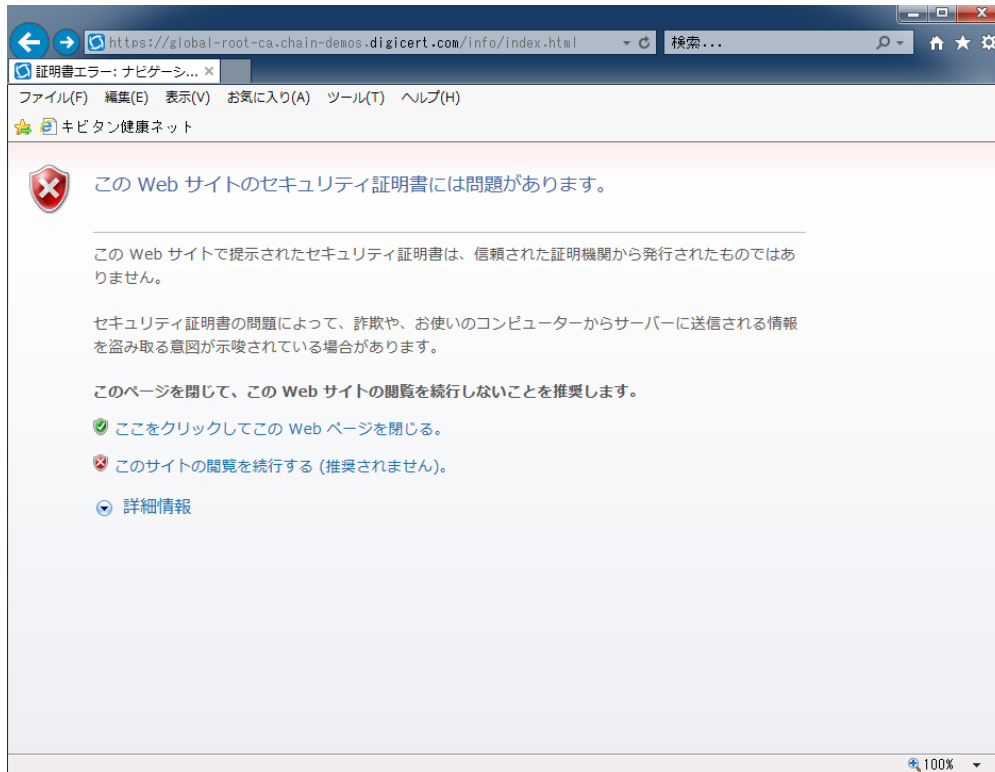 https://global-root-ca.chain-demos.digicert.com/info/index.html
検索...
証明書エラー: ナビゲーシ...
ファイル(F) 編集(E) 表示(V) お気に入り(A) ツール(T) ヘルプ(H)
キビタン健康ネット
この Web サイトのセキュリティ証明書には問題があります。
この Web サイトで提示されたセキュリティ証明書は、信頼された証明機関から発行されたものではあ
りません。
セキュリティ証明書の問題によって、詐欺や、お使いのコンピューターからサーバーに送信される情報
を盗み取る意図が示唆されている場合があります。
このページを閉じて、この Web サイトの閲覧を続行しないことを推奨します。
ここをクリックしてこの Web ページを閉じる。
このサイトの閲覧を続行する (推奨されません)。
詳細情報
100%